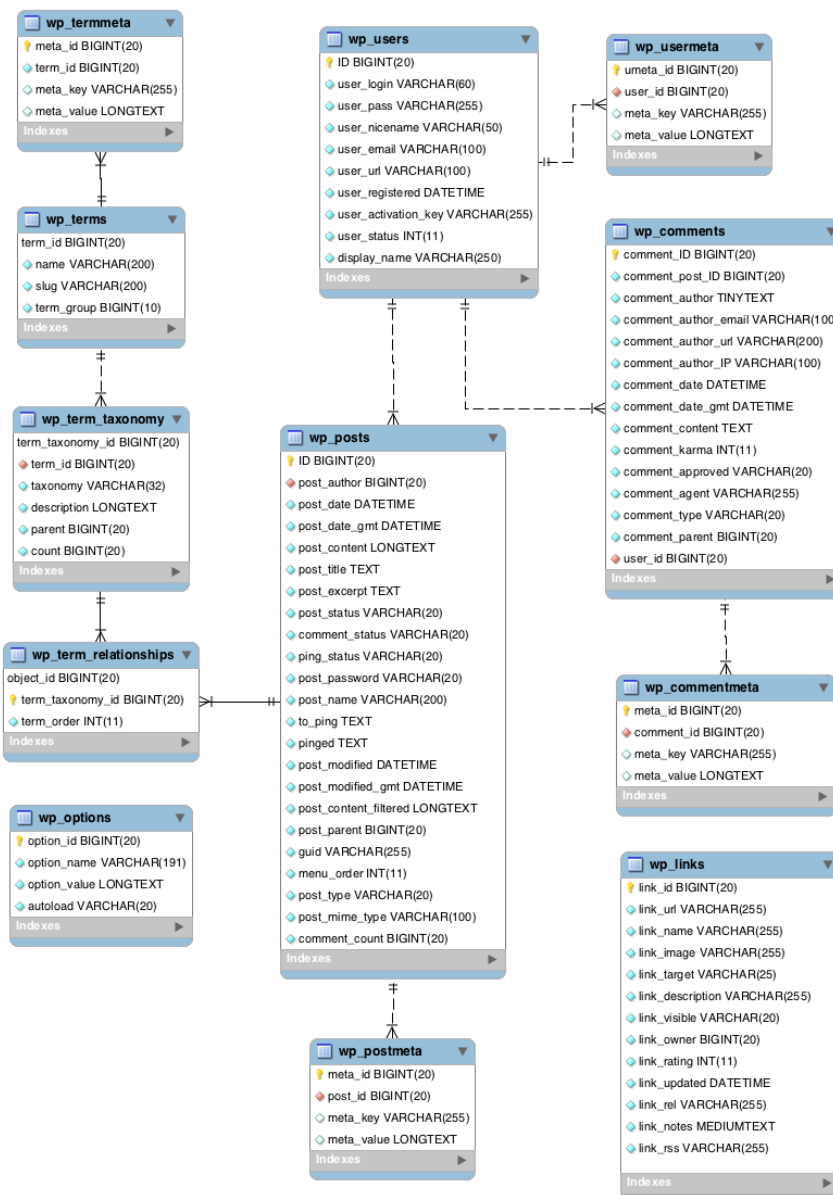 wp_termmeta
meta_id BIGINT(20)
term_id BIGINT(20)
meta_key VARCHAR(255)
meta_value LONGTEXT
Indexes
wp_terms
term_id BIGINT(20)
name VARCHAR(200)
slug VARCHAR(200)
term_group BIGINT(10)
Indexes
wp_term_taxonomy
term_taxonomy_id BIGINT(20)
term_id BIGINT(20)
taxonomy VARCHAR(32)
description LONGTEXT
parent BIGINT(20)
count BIGINT(20)
Indexes
wp_term_relationships
object_id BIGINT(20)
term_taxonomy_id BIGINT(20)
term_order INT(11)
Indexes
wp_options
option_id BIGINT(20)
option_name VARCHAR(191)
option_value LONGTEXT
autoload VARCHAR(20)
Indexes
wp_users
ID BIGINT(20)
user_login VARCHAR(60)
user_pass VARCHAR(255)
user_nicename VARCHAR(50)
user_email VARCHAR(100)
user_url VARCHAR(100)
user_registered DATETIME
user_activation_key VARCHAR(255)
user_status INT(11)
display_name VARCHAR(250)
Indexes
wp_posts
ID BIGINT(20)
post_author BIGINT(20)
post_date DATETIME
post_date_gmt DATETIME
post_content LONGTEXT
post_title TEXT
post_excerpt TEXT
post_status VARCHAR(20)
comment_status VARCHAR(20)
ping_status VARCHAR(20)
post_password VARCHAR(20)
post_name VARCHAR(200)
to_ping TEXT
pinged TEXT
post_modified DATETIME
post_modified_gmt DATETIME
post_content_filtered LONGTEXT
post_parent BIGINT(20)
guid VARCHAR(255)
menu_order INT(11)
post_type VARCHAR(20)
post_mime_type VARCHAR(100)
comment_count BIGINT(20)
Indexes
wp_postmeta
meta_id BIGINT(20)
post_id BIGINT(20)
meta_key VARCHAR(255)
meta_value LONGTEXT
Indexes
wp_usermeta
umeta_id BIGINT(20)
user_id BIGINT(20)
meta_key VARCHAR(255)
meta_value LONGTEXT
Indexes
wp_comments
comment_ID BIGINT(20)
comment_post_ID BIGINT(20)
comment_author TINYTEXT
comment_author_email VARCHAR(100
comment_author_url VARCHAR(200)
comment_author_IP VARCHAR(100)
comment_date DATETIME
comment_date_gmt DATETIME
comment_content TEXT
comment_karma INT(11)
comment_approved VARCHAR(20)
comment_agent VARCHAR(255)
comment_type VARCHAR(20)
comment_parent BIGINT(20)
user_id BIGINT(20)
Indexes
wp_commentmeta
meta_id BIGINT(20)
comment_id BIGINT(20)
meta_key VARCHAR(255)
meta_value LONGTEXT
Indexes
wp_links
link_id BIGINT(20)
link_url VARCHAR(255)
link_name VARCHAR(255)
link_image VARCHAR(255)
link_target VARCHAR(25)
link_description VARCHAR(255)
link_visible VARCHAR(20)
link_owner BIGINT(20)
link_rating INT(11)
link_updated DATETIME
link_rel VARCHAR(255)
link_notes MEDIUMTEXT
link_rss VARCHAR(255)
Indexes